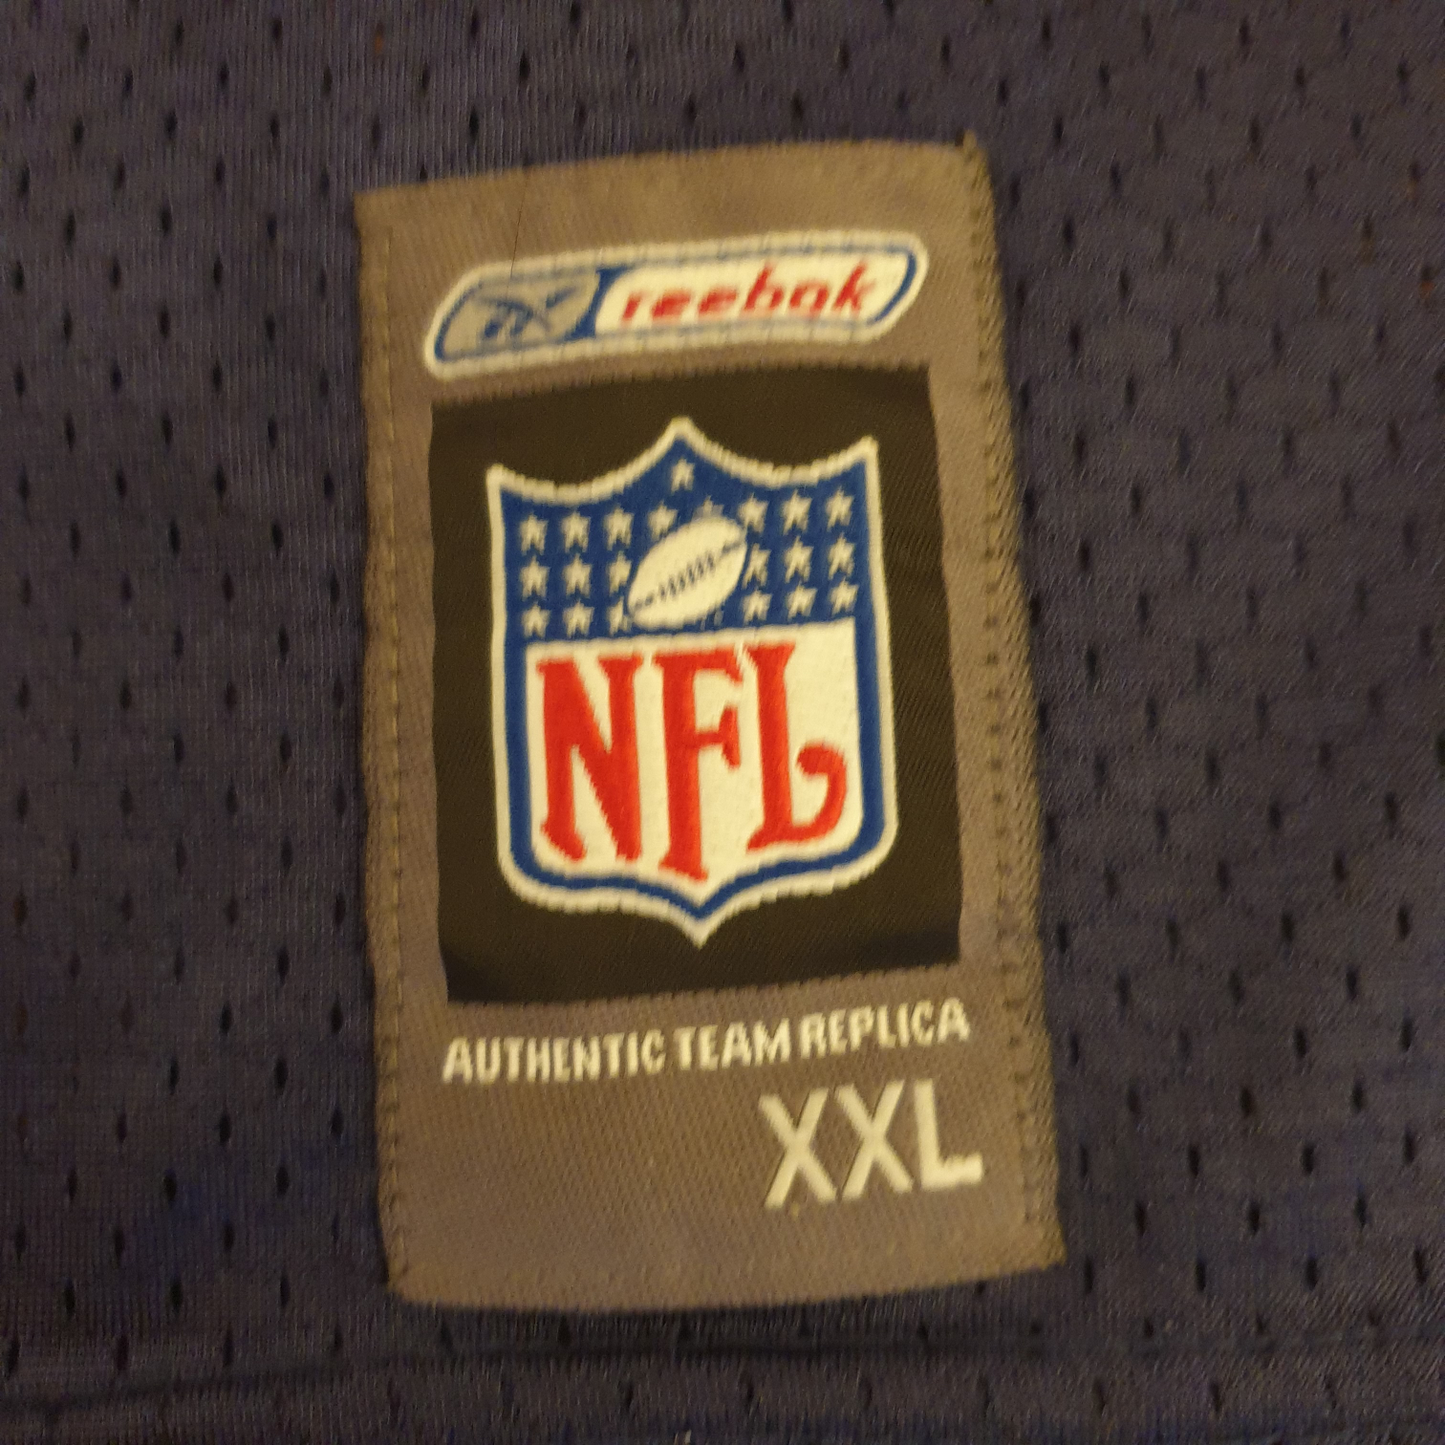 reebok
NFL
AUTHENTIC TEAM REPLICA
XXL